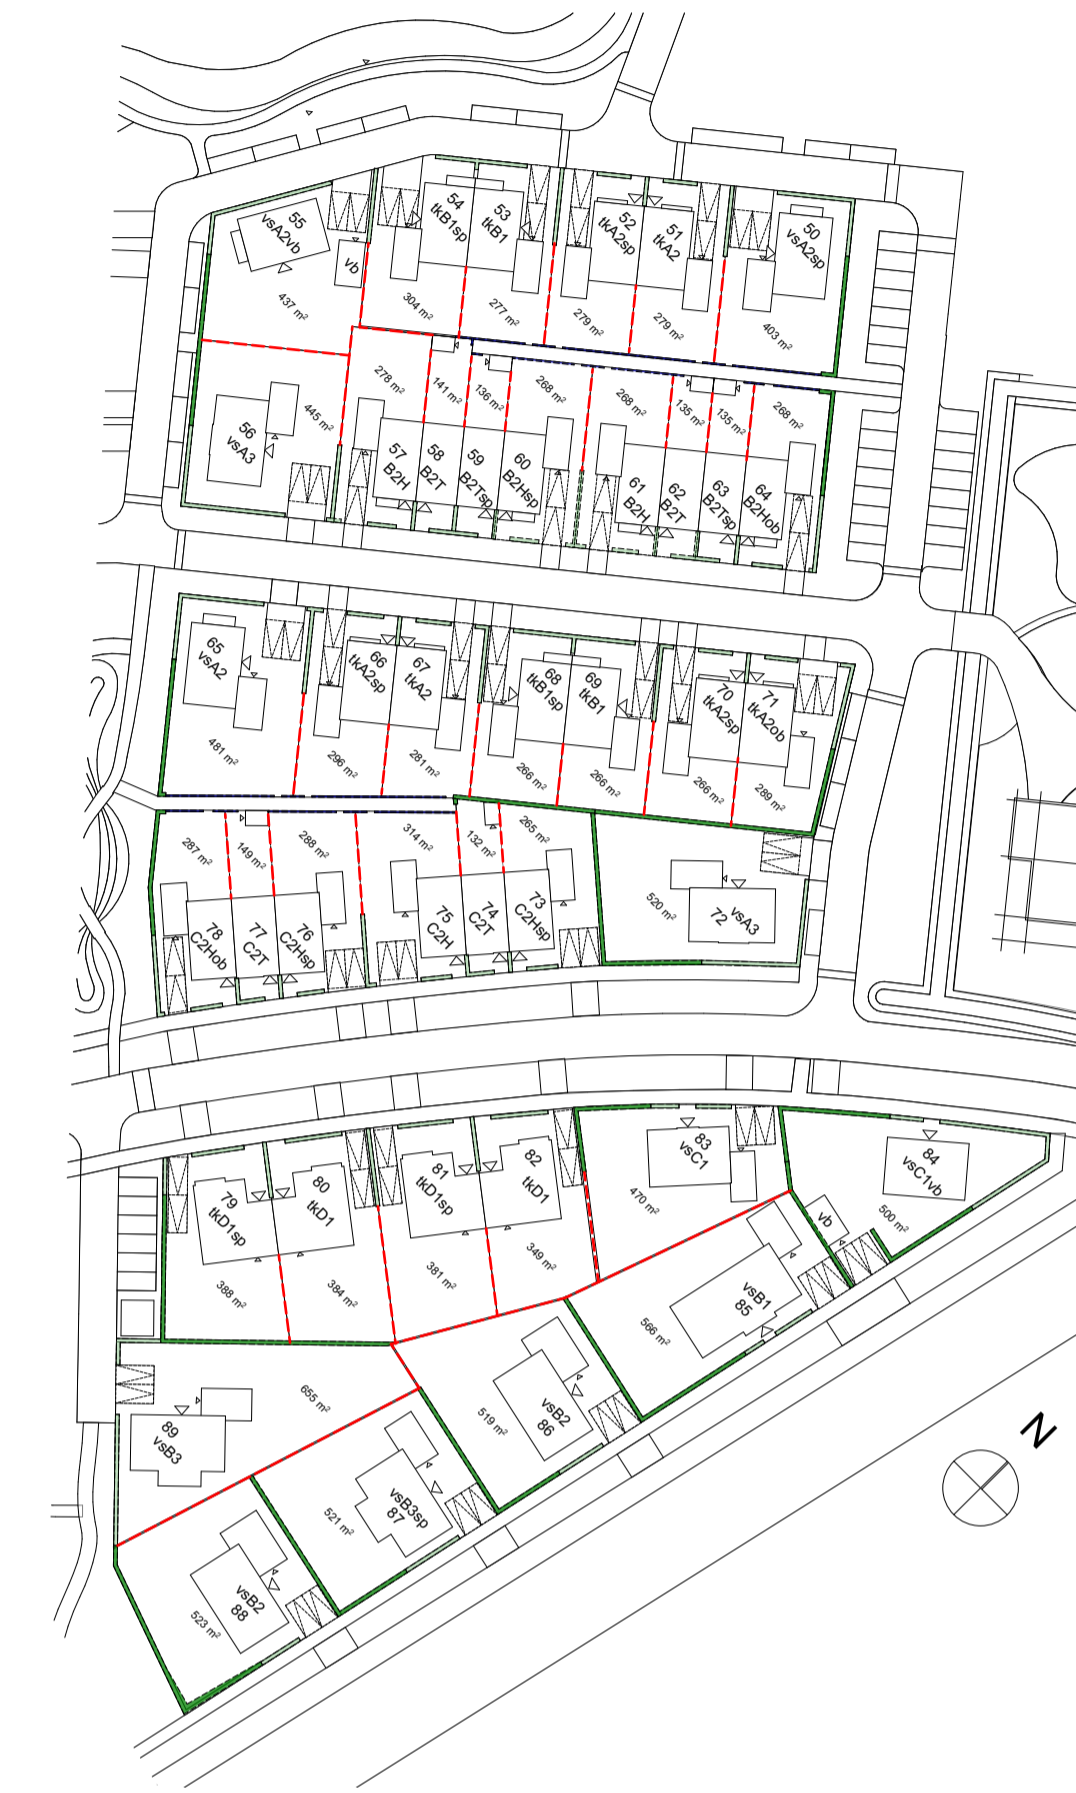 54
tkB1sp
53
tkB1
52
tkA2sp
51
tkA2
50
vsA2sp
55
vsA2vb
vb
437 m²
304 m²
277 m²
279 m²
279 m²
403 m²
278 m²
141 m²
136 m²
268 m²
268 m²
135 m²
135 m²
268 m²
445 m²
56
vsA3
57
B2H
58
B2T
59
B2Tsp
60
B2Hsp
61
B2H
62
B2T
63
B2Tsp
64
B2Hob
65
vsA2
66
tkA2sp
67
tkA2
68
tkB1sp
69
tkB1
70
tkA2sp
71
tkA2ob
481 m²
296 m²
281 m²
266 m²
266 m²
266 m²
289 m²
287 m²
149 m²
288 m²
314 m²
132 m²
265 m²
520 m²
vsA3
72
78
C2Hob
77
C2T
76
C2Hsp
75
C2H
74
C2T
73
C2Hsp
79
tkD1sp
80
tkD1
81
tkD1sp
82
tkD1
83
vsC1
84
vsC1vb
vb
388 m²
384 m²
381 m²
349 m²
470 m²
500 m²
vsB1
85
566 m²
vsB2
86
519 m²
655 m²
89
vsB3
vsB3sp
87
521 m²
vsB2
88
523 m²
N